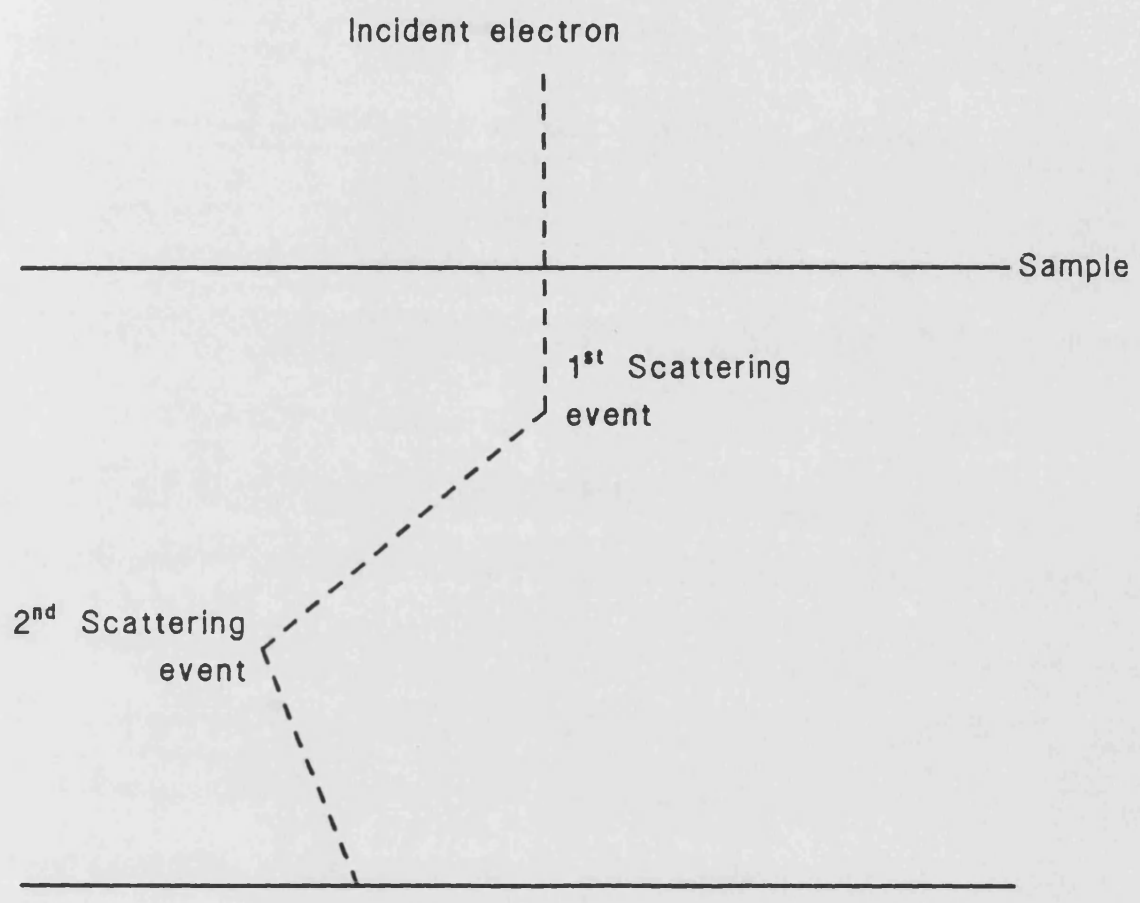 Incident electron
Sample
1st Scattering
event
2nd Scattering
event